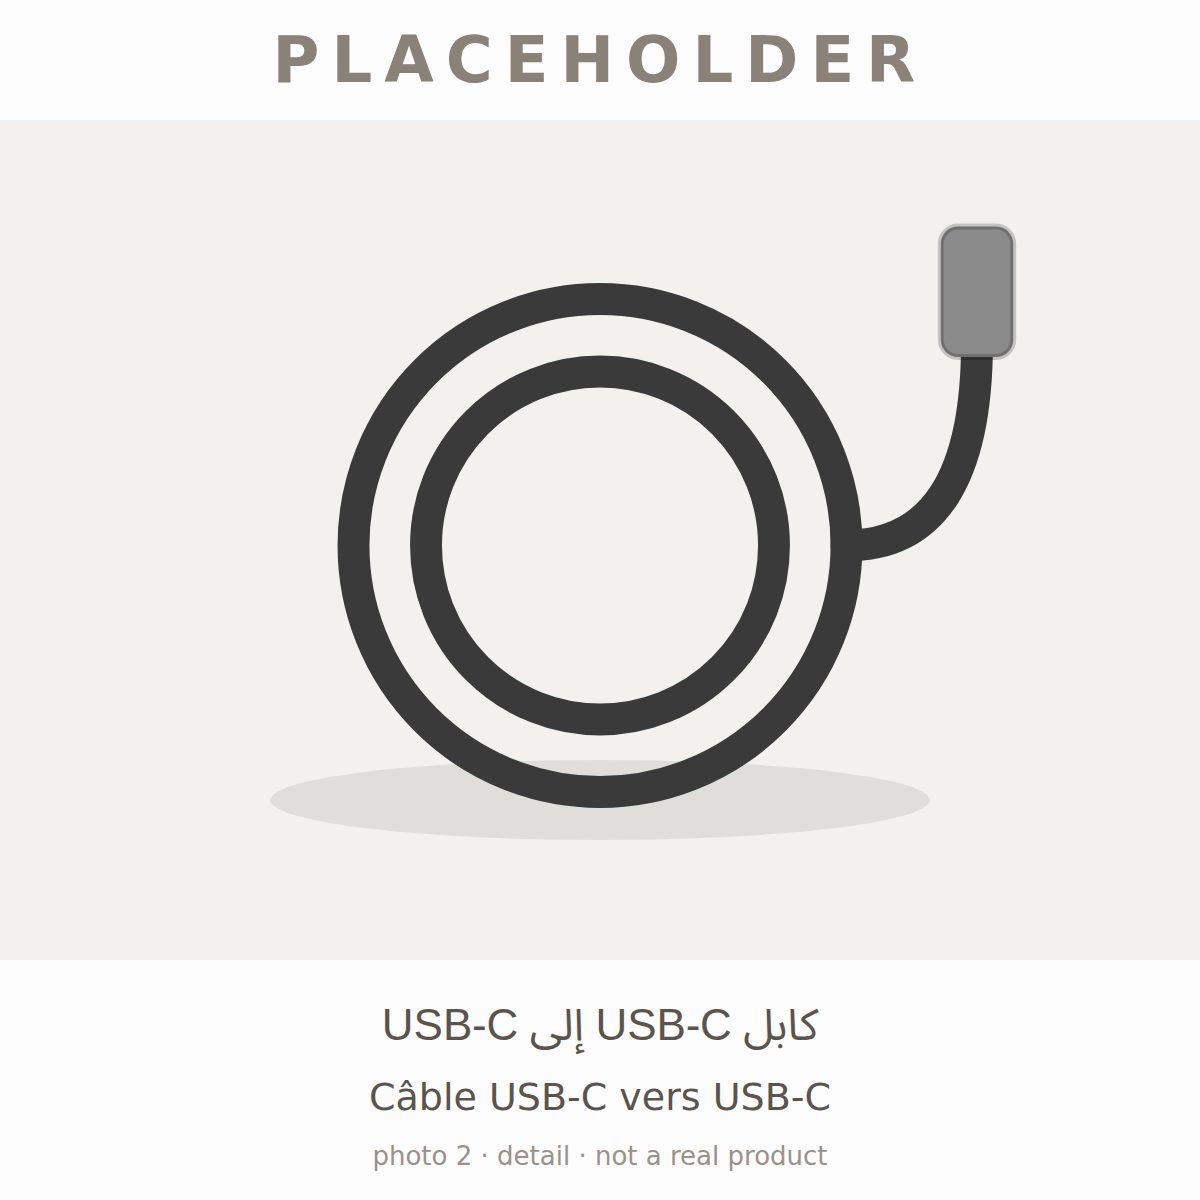 PLACEHOLDER
كابل USB-C إلى USB-C
Câble USB-C vers USB-C
photo 2 · detail · not a real product